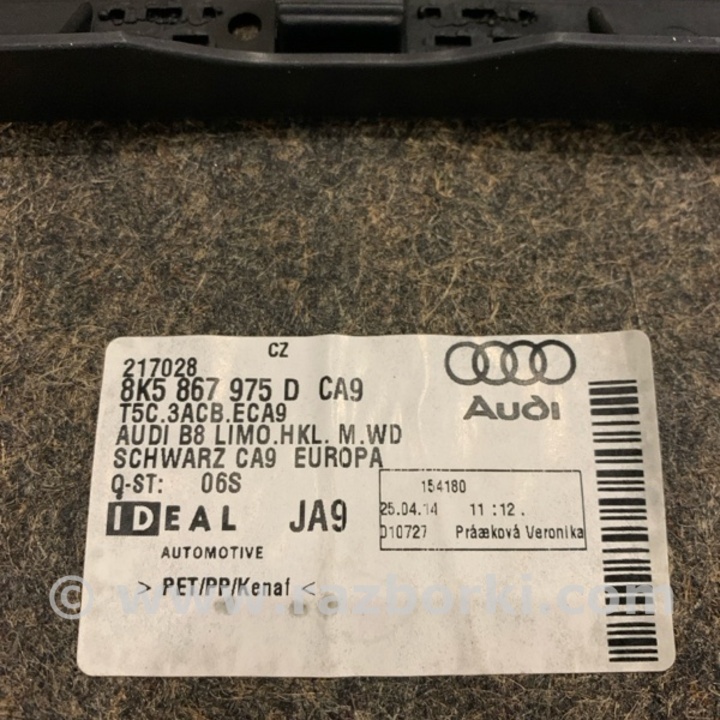 CZ
217028
8K5 867 975 D CA9
T5C.3ACB.ECA9
AUDI B8 LIMO.HKL. M.WD
SCHWARZ CA9 EUROPA
Q-ST: 06S
IDEAL JA9
AUTOMOTIVE
> PET/PP/Kenaf <
Audi
154180
25.04.14 11:12.
010727 Pråækovå Veronika
© www.razborki.com